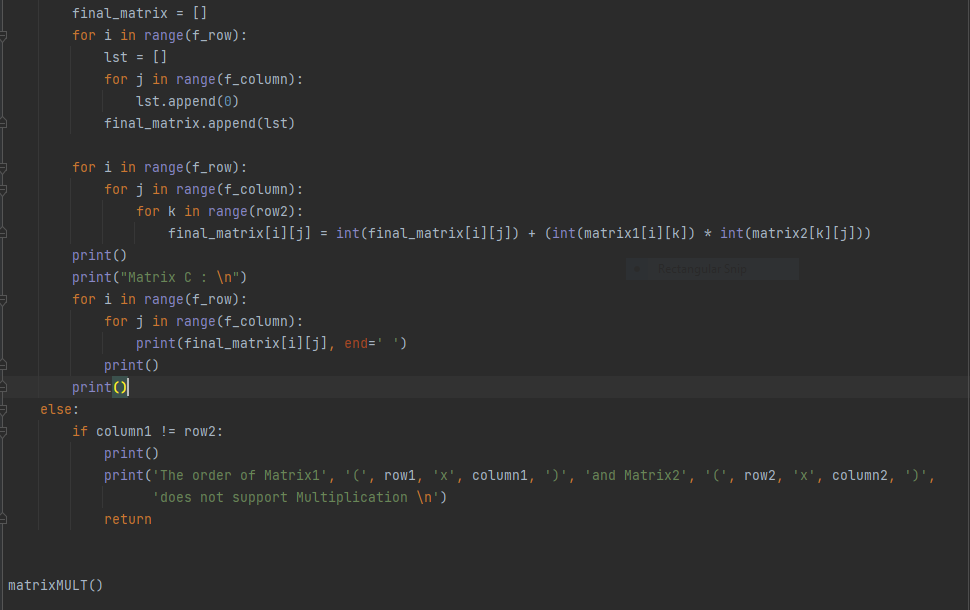 final_matrix = []
for i in range(f_row):
lst = []
for j in range(f_column):
lst.append(0)
final_matrix.append(lst)
for i in range(f_row):
for j in range(f_column):
for k in range(row2):
final_matrix[i][j] = int(final_matrix[i][j]) + (int(matrix1[i][k]) * int(matrix2[k][j]))
print()
Rectangular Snip
print("Matrix C : \n")
for i in range(f_row):
for j in range(f_column):
print(final_matrix[i][j], end=' ')
print()
print()
else:
if column1 != row2:
print()
print('The order of Matrix1', '(', row1, 'x', column1, ')', 'and Matrix2', '(', row2, 'x', column2, ')',
'does not support Multiplication \n')
return
matrixMULT()